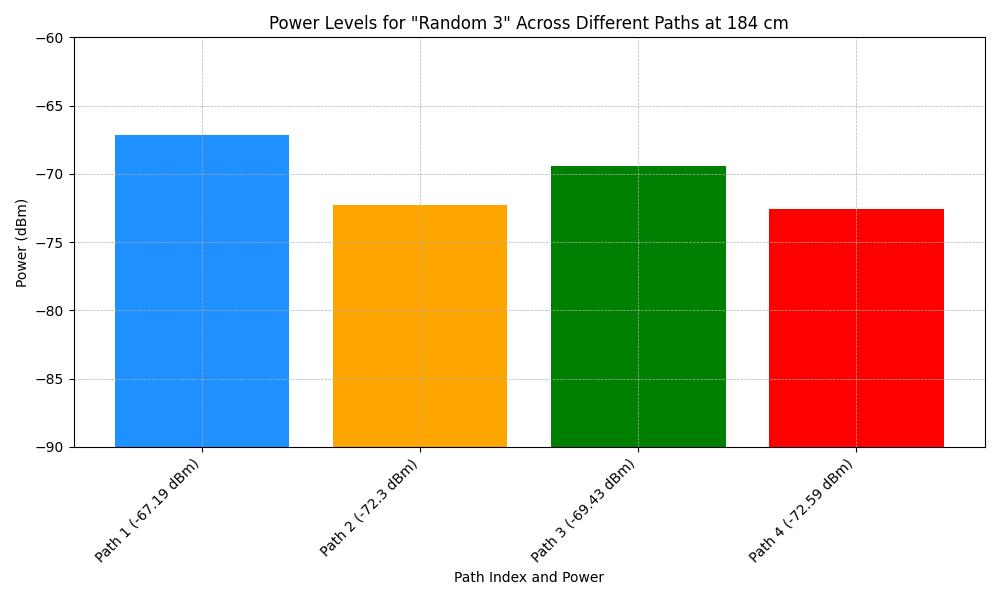 Power Levels for "Random 3" Across Different Paths at 184 cm
Power (dBm)
−60
−65
−70
−75
−80
−85
−90
Path 1 (-67.19 dBm)
Path 2 (-72.3 dBm)
Path 3 (-69.43 dBm)
Path 4 (-72.59 dBm)
Path Index and Power